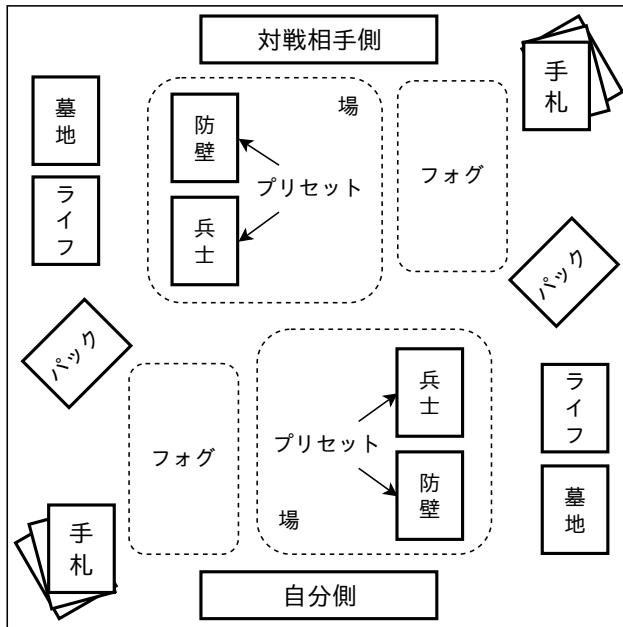 対戦相手側
手札
墓地
防壁
場
プリセット
フォグ
ライフ
兵士
パック
パック
兵士
ライフ
プリセット
フォグ
防壁
墓地
場
手札
自分側